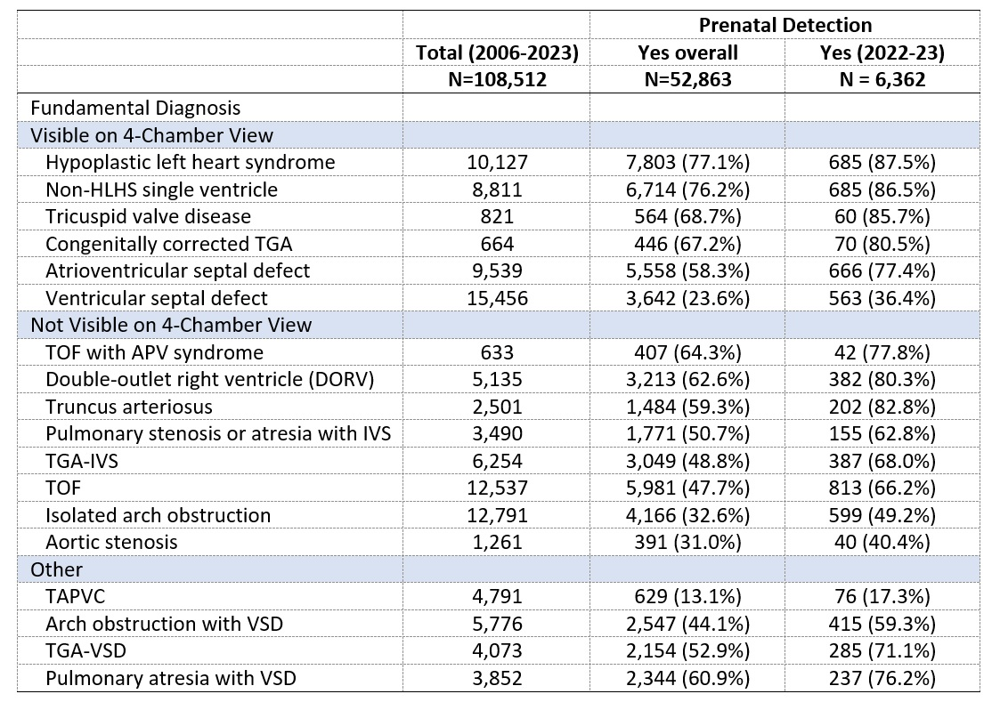 Prenatal Detection
Total (2006-2023) Yes overall Yes (2022-23)
N=108,512 N=52,863 N = 6,362
Fundamental Diagnosis
Visible on 4-Chamber View
Hypoplastic left heart syndrome 10,127 7,803 (77.1%) 685 (87.5%)
Non-HLHS single ventricle 8,811 6,714 (76.2%) 685 (86.5%)
Tricuspid valve disease 821 564 (68.7%) 60 (85.7%)
Congenitally corrected TGA 664 446 (67.2%) 70 (80.5%)
Atrioventricular septal defect 9,539 5,558 (58.3%) 666 (77.4%)
Ventricular septal defect 15,456 3,642 (23.6%) 563 (36.4%)
Not Visible on 4-Chamber View
TOF with APV syndrome 633 407 (64.3%) 42 (77.8%)
Double-outlet right ventricle (DORV) 5,135 3,213 (62.6%) 382 (80.3%)
Truncus arteriosus 2,501 1,484 (59.3%) 202 (82.8%)
Pulmonary stenosis or atresia with IVS 3,490 1,771 (50.7%) 155 (62.8%)
TGA-IVS 6,254 3,049 (48.8%) 387 (68.0%)
TOF 12,537 5,981 (47.7%) 813 (66.2%)
Isolated arch obstruction 12,791 4,166 (32.6%) 599 (49.2%)
Aortic stenosis 1,261 391 (31.0%) 40 (40.4%)
Other
TAPVC 4,791 629 (13.1%) 76 (17.3%)
Arch obstruction with VSD 5,776 2,547 (44.1%) 415 (59.3%)
TGA-VSD 4,073 2,154 (52.9%) 285 (71.1%)
Pulmonary atresia with VSD 3,852 2,344 (60.9%) 237 (76.2%)